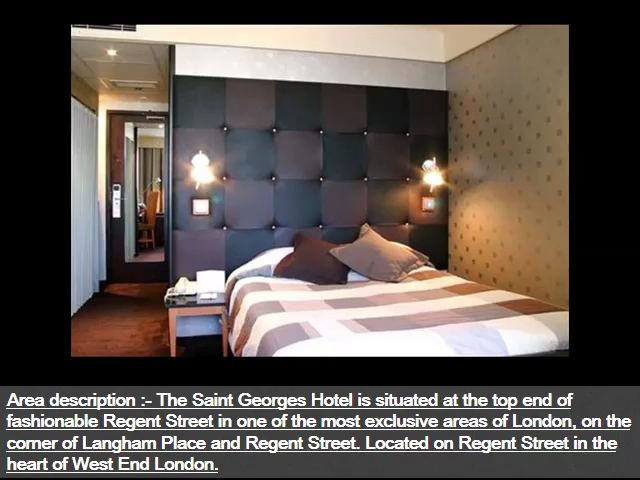 Area description :- The Saint Georges Hotel is situated at the top end of
fashionable Regent Street in one of the most exclusive areas of London, on the
corner of Langham Place and Regent Street. Located on Regent Street in the
heart of West End London.